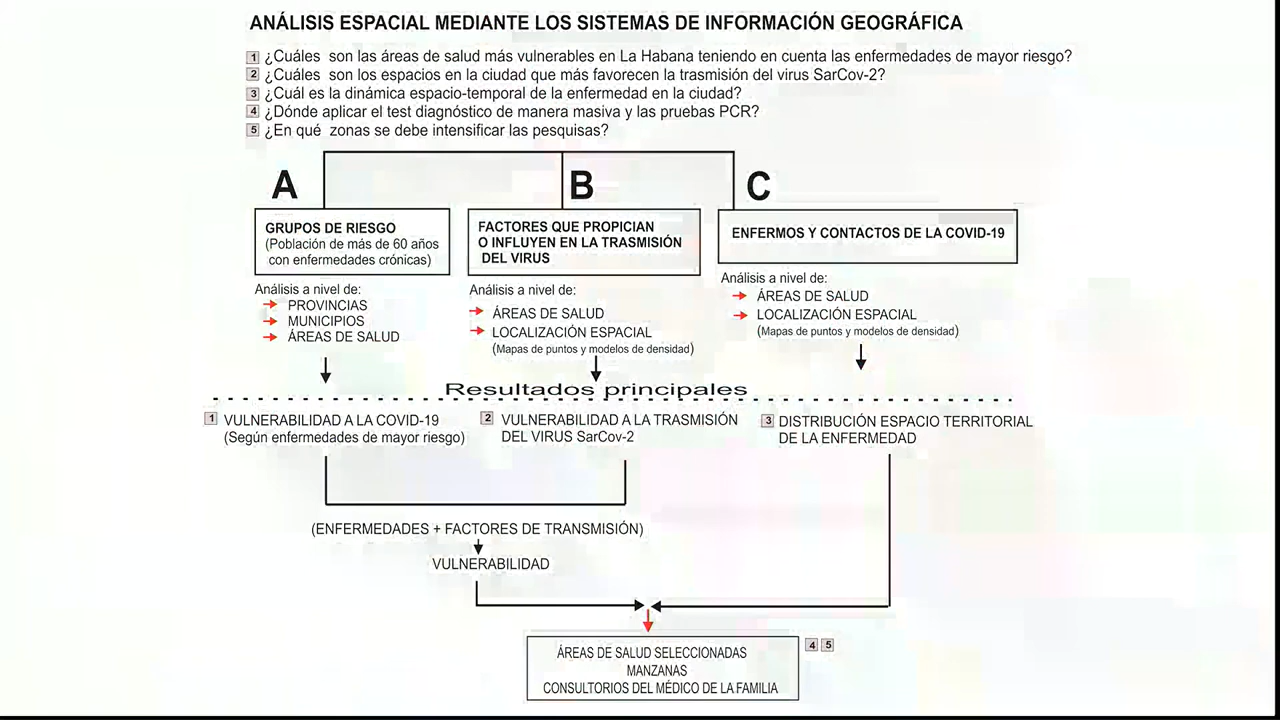 ANÁLISIS ESPACIAL MEDIANTE LOS SISTEMAS DE INFORMACIÓN GEOGRÁFICA
1 ¿Cuáles son las áreas de salud más vulnerables en La Habana teniendo en cuenta las enfermedades de mayor riesgo?
2 ¿Cuáles son los espacios en la ciudad que más favorecen la trasmisión del virus SarCov-2?
3 ¿Cuál es la dinámica espacio-temporal de la enfermedad en la ciudad?
4 ¿Dónde aplicar el test diagnóstico de manera masiva y las pruebas PCR?
5 ¿En qué zonas se debe intensificar las pesquisas?
A
GRUPOS DE RIESGO
(Población de más de 60 años
con enfermedades crónicas)
Análisis a nivel de:
PROVINCIAS
MUNICIPIOS
ÁREAS DE SALUD
B
FACTORES QUE PROPICIAN
O INFLUYEN EN LA TRASMISIÓN
DEL VIRUS
Análisis a nivel de:
ÁREAS DE SALUD
LOCALIZACIÓN ESPACIAL
(Mapas de puntos y modelos de densidad)
C
ENFERMOS Y CONTACTOS DE LA COVID-19
Análisis a nivel de:
ÁREAS DE SALUD
LOCALIZACIÓN ESPACIAL
(Mapas de puntos y modelos de densidad)
Resultados principales
1 VULNERABILIDAD A LA COVID-19
(Según enfermedades de mayor riesgo)
2 VULNERABILIDAD A LA TRASMISIÓN
DEL VIRUS SarCov-2
3 DISTRIBUCIÓN ESPACIO TERRITORIAL
DE LA ENFERMEDAD
(ENFERMEDADES + FACTORES DE TRANSMISIÓN)
VULNERABILIDAD
ÁREAS DE SALUD SELECCIONADAS
MANZANAS
CONSULTORIOS DEL MÉDICO DE LA FAMILIA
4 5